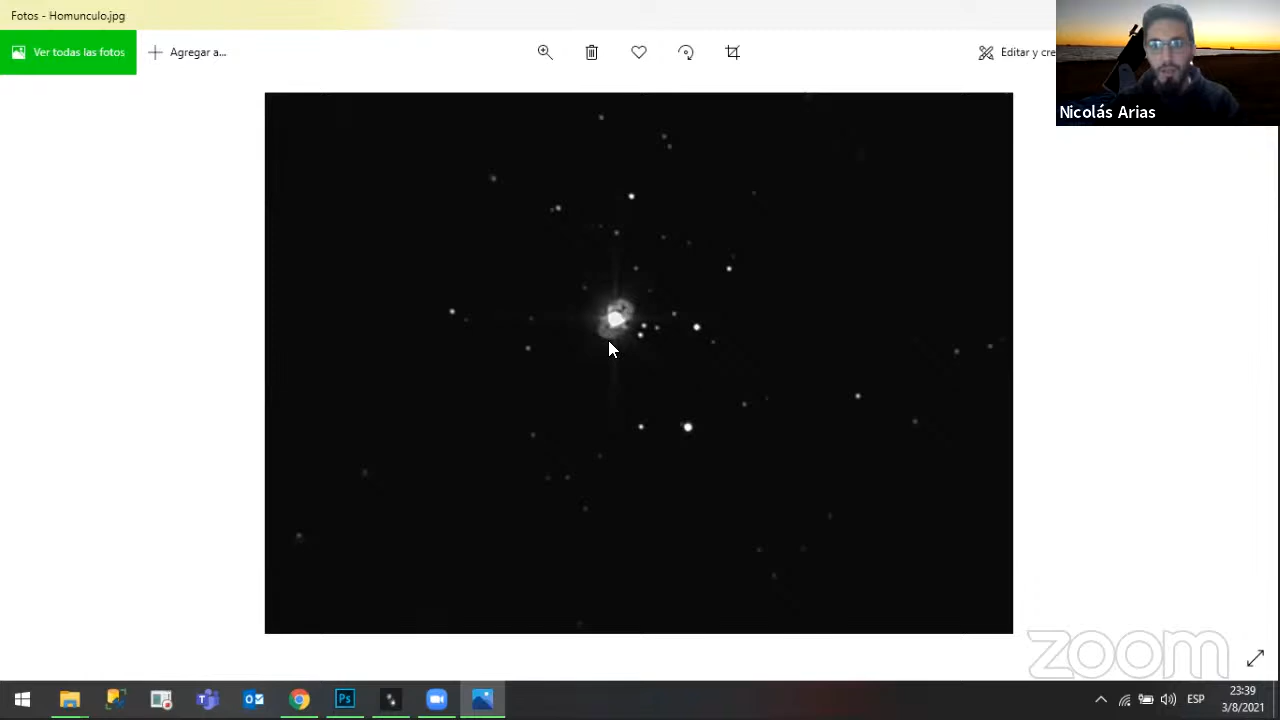 Fotos - Homunculo.jpg
Ver todas las fotos
Agregar a...
Editar y cre
Nicolás Arias
zoom
Ps
ESP
23:39
3/8/2021